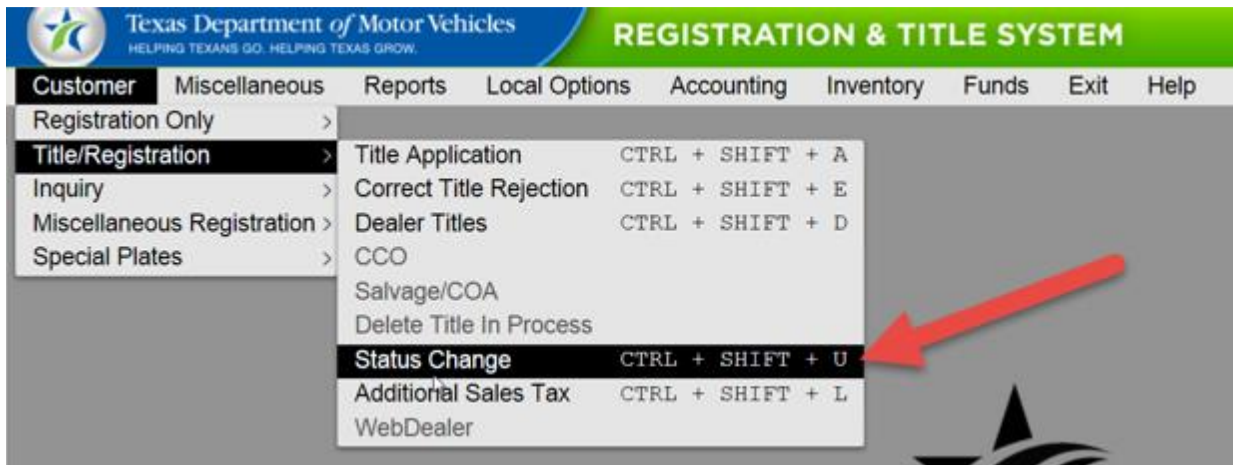 Texas Department of Motor Vehicles
HELPING TEXANS GO. HELPING TEXAS GROW.
REGISTRATION & TITLE SYSTEM
Customer Miscellaneous Reports Local Options Accounting Inventory Funds Exit Help
Registration Only >
Title/Registration > Title Application CTRL + SHIFT + A
Inquiry > Correct Title Rejection CTRL + SHIFT + E
Miscellaneous Registration > Dealer Titles CTRL + SHIFT + D
Special Plates > CCO
Salvage/COA
Delete Title In Process
Status Change CTRL + SHIFT + U
Additional Sales Tax CTRL + SHIFT + L
WebDealer